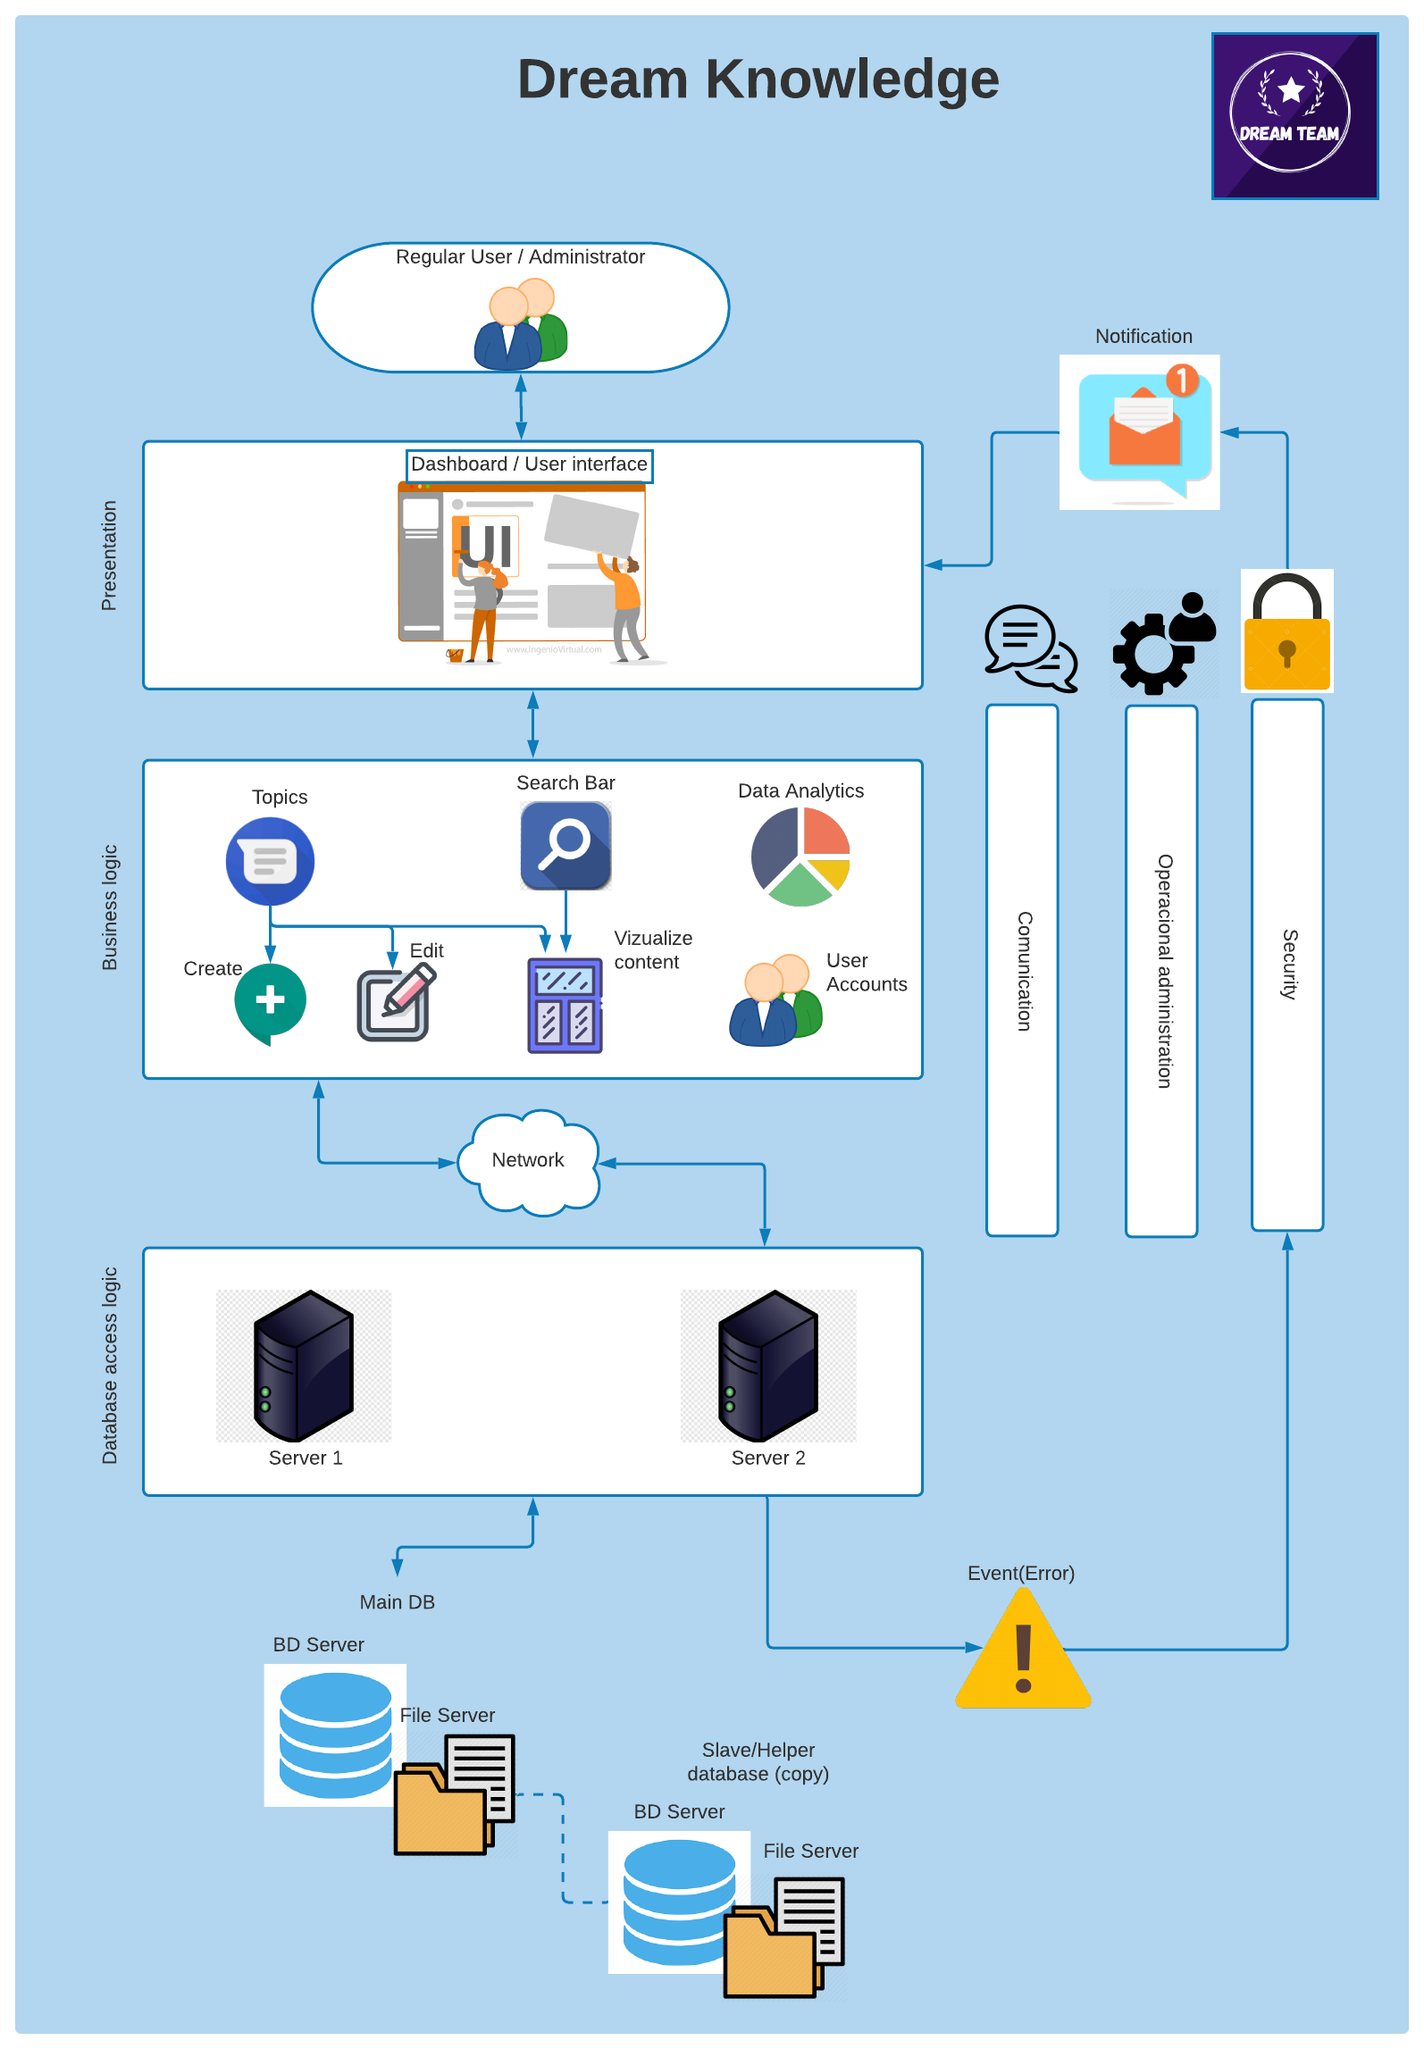 Dream Knowledge
DREAM TEAM
Regular User / Administrator
Notification
1
Dashboard / User interface
UI
www.IngenioVirtual.com
Presentation
Business logic
Topics
Search Bar
Data Analytics
Create
Edit
Vizualize
content
User
Accounts
Comunication
Operacional administration
Security
Network
Database access logic
Server 1
Server 2
Main DB
BD Server
File Server
Event(Error)
Slave/Helper
database (copy)
BD Server
File Server